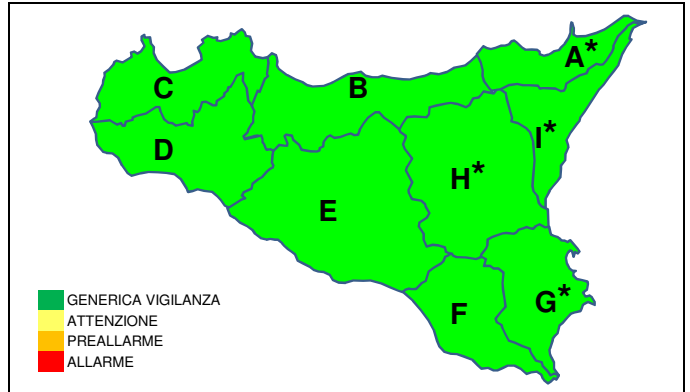 A*
C
B
I*
D
H*
E
GENERICA VIGILANZA
ATTENZIONE
PREALLARME
ALLARME
F
G*